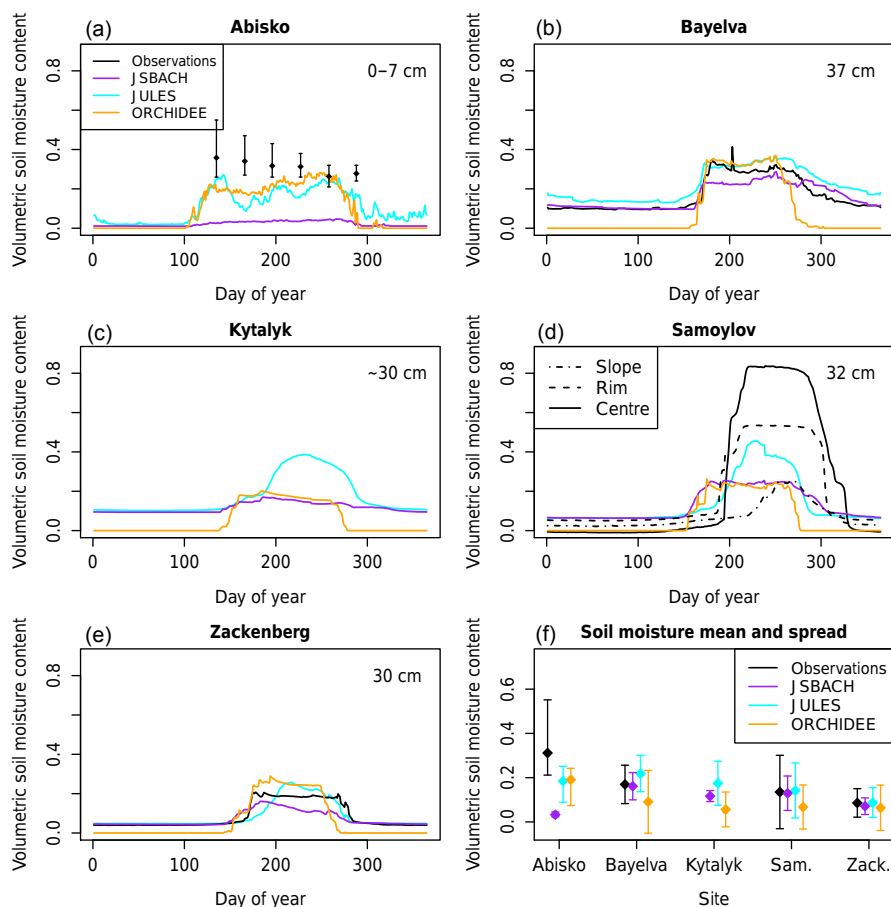 (a) Abisko
Observations
JSBACH
JULES
ORCHIDEE
0–7 cm
Volumetric soil moisture content
0.0 0.4 0.8
0 100 200 300
Day of year
(b) Bayelva
37 cm
Volumetric soil moisture content
0.0 0.4 0.8
0 100 200 300
Day of year
(c) Kytalyk
~30 cm
Volumetric soil moisture content
0.0 0.4 0.8
0 100 200 300
Day of year
(d) Samoylov
Slope
Rim
Centre
32 cm
Volumetric soil moisture content
0.0 0.4 0.8
0 100 200 300
Day of year
(e) Zackenberg
30 cm
Volumetric soil moisture content
0.0 0.4 0.8
0 100 200 300
Day of year
(f) Soil moisture mean and spread
Observations
JSBACH
JULES
ORCHIDEE
Volumetric soil moisture content
0.0 0.2 0.4 0.6
Abisko Bayelva Kytalyk Sam. Zack.
Site